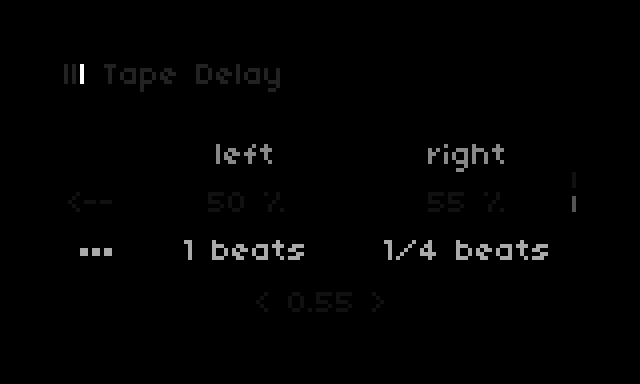 Tape Delay
left right
<-- 50 % 55 %
... 1 beats 1/4 beats
< 0.55 >